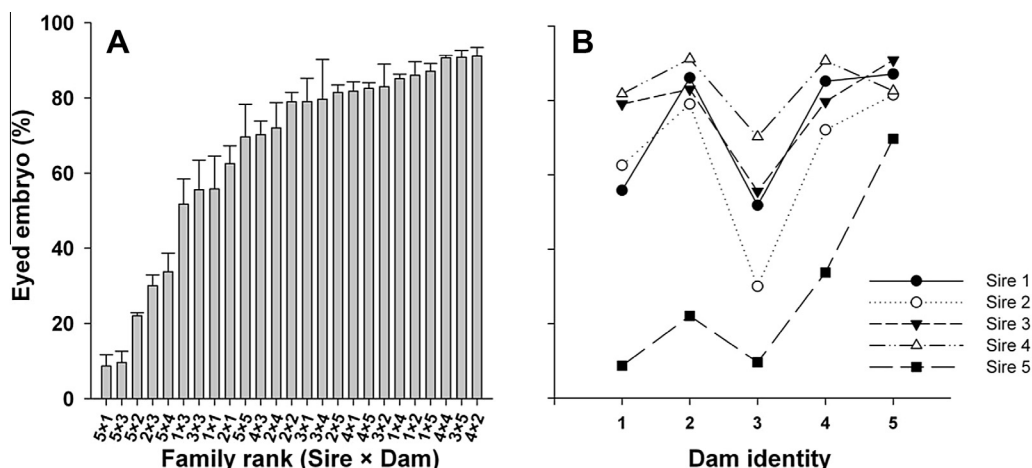 A
B
Eyed embryo (%)
100
80
60
40
20
0
5×1 5×3 5×2 2×3 5×4 1×3 3×3 1×1 2×1 5×5 4×3 2×4 2×2 3×1 3×4 2×5 4×1 4×5 3×2 1×4 1×2 1×5 4×4 3×5 4×2
Family rank (Sire × Dam)
Sire 1
Sire 2
Sire 3
Sire 4
Sire 5
1 2 3 4 5
Dam identity